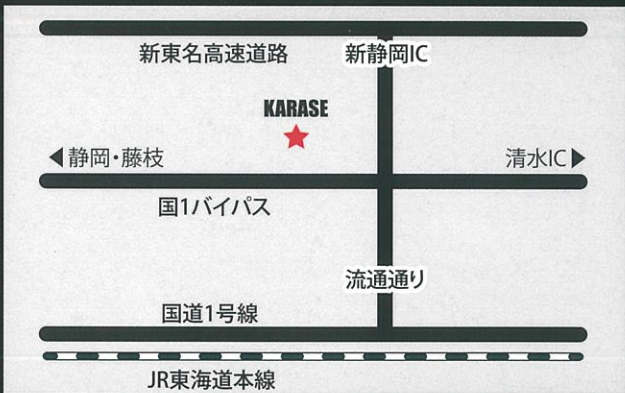 新東名高速道路
新静岡IC
KARASE
◀静岡・藤枝
清水IC▶
国1バイパス
流通通り
国道1号線
JR東海道本線